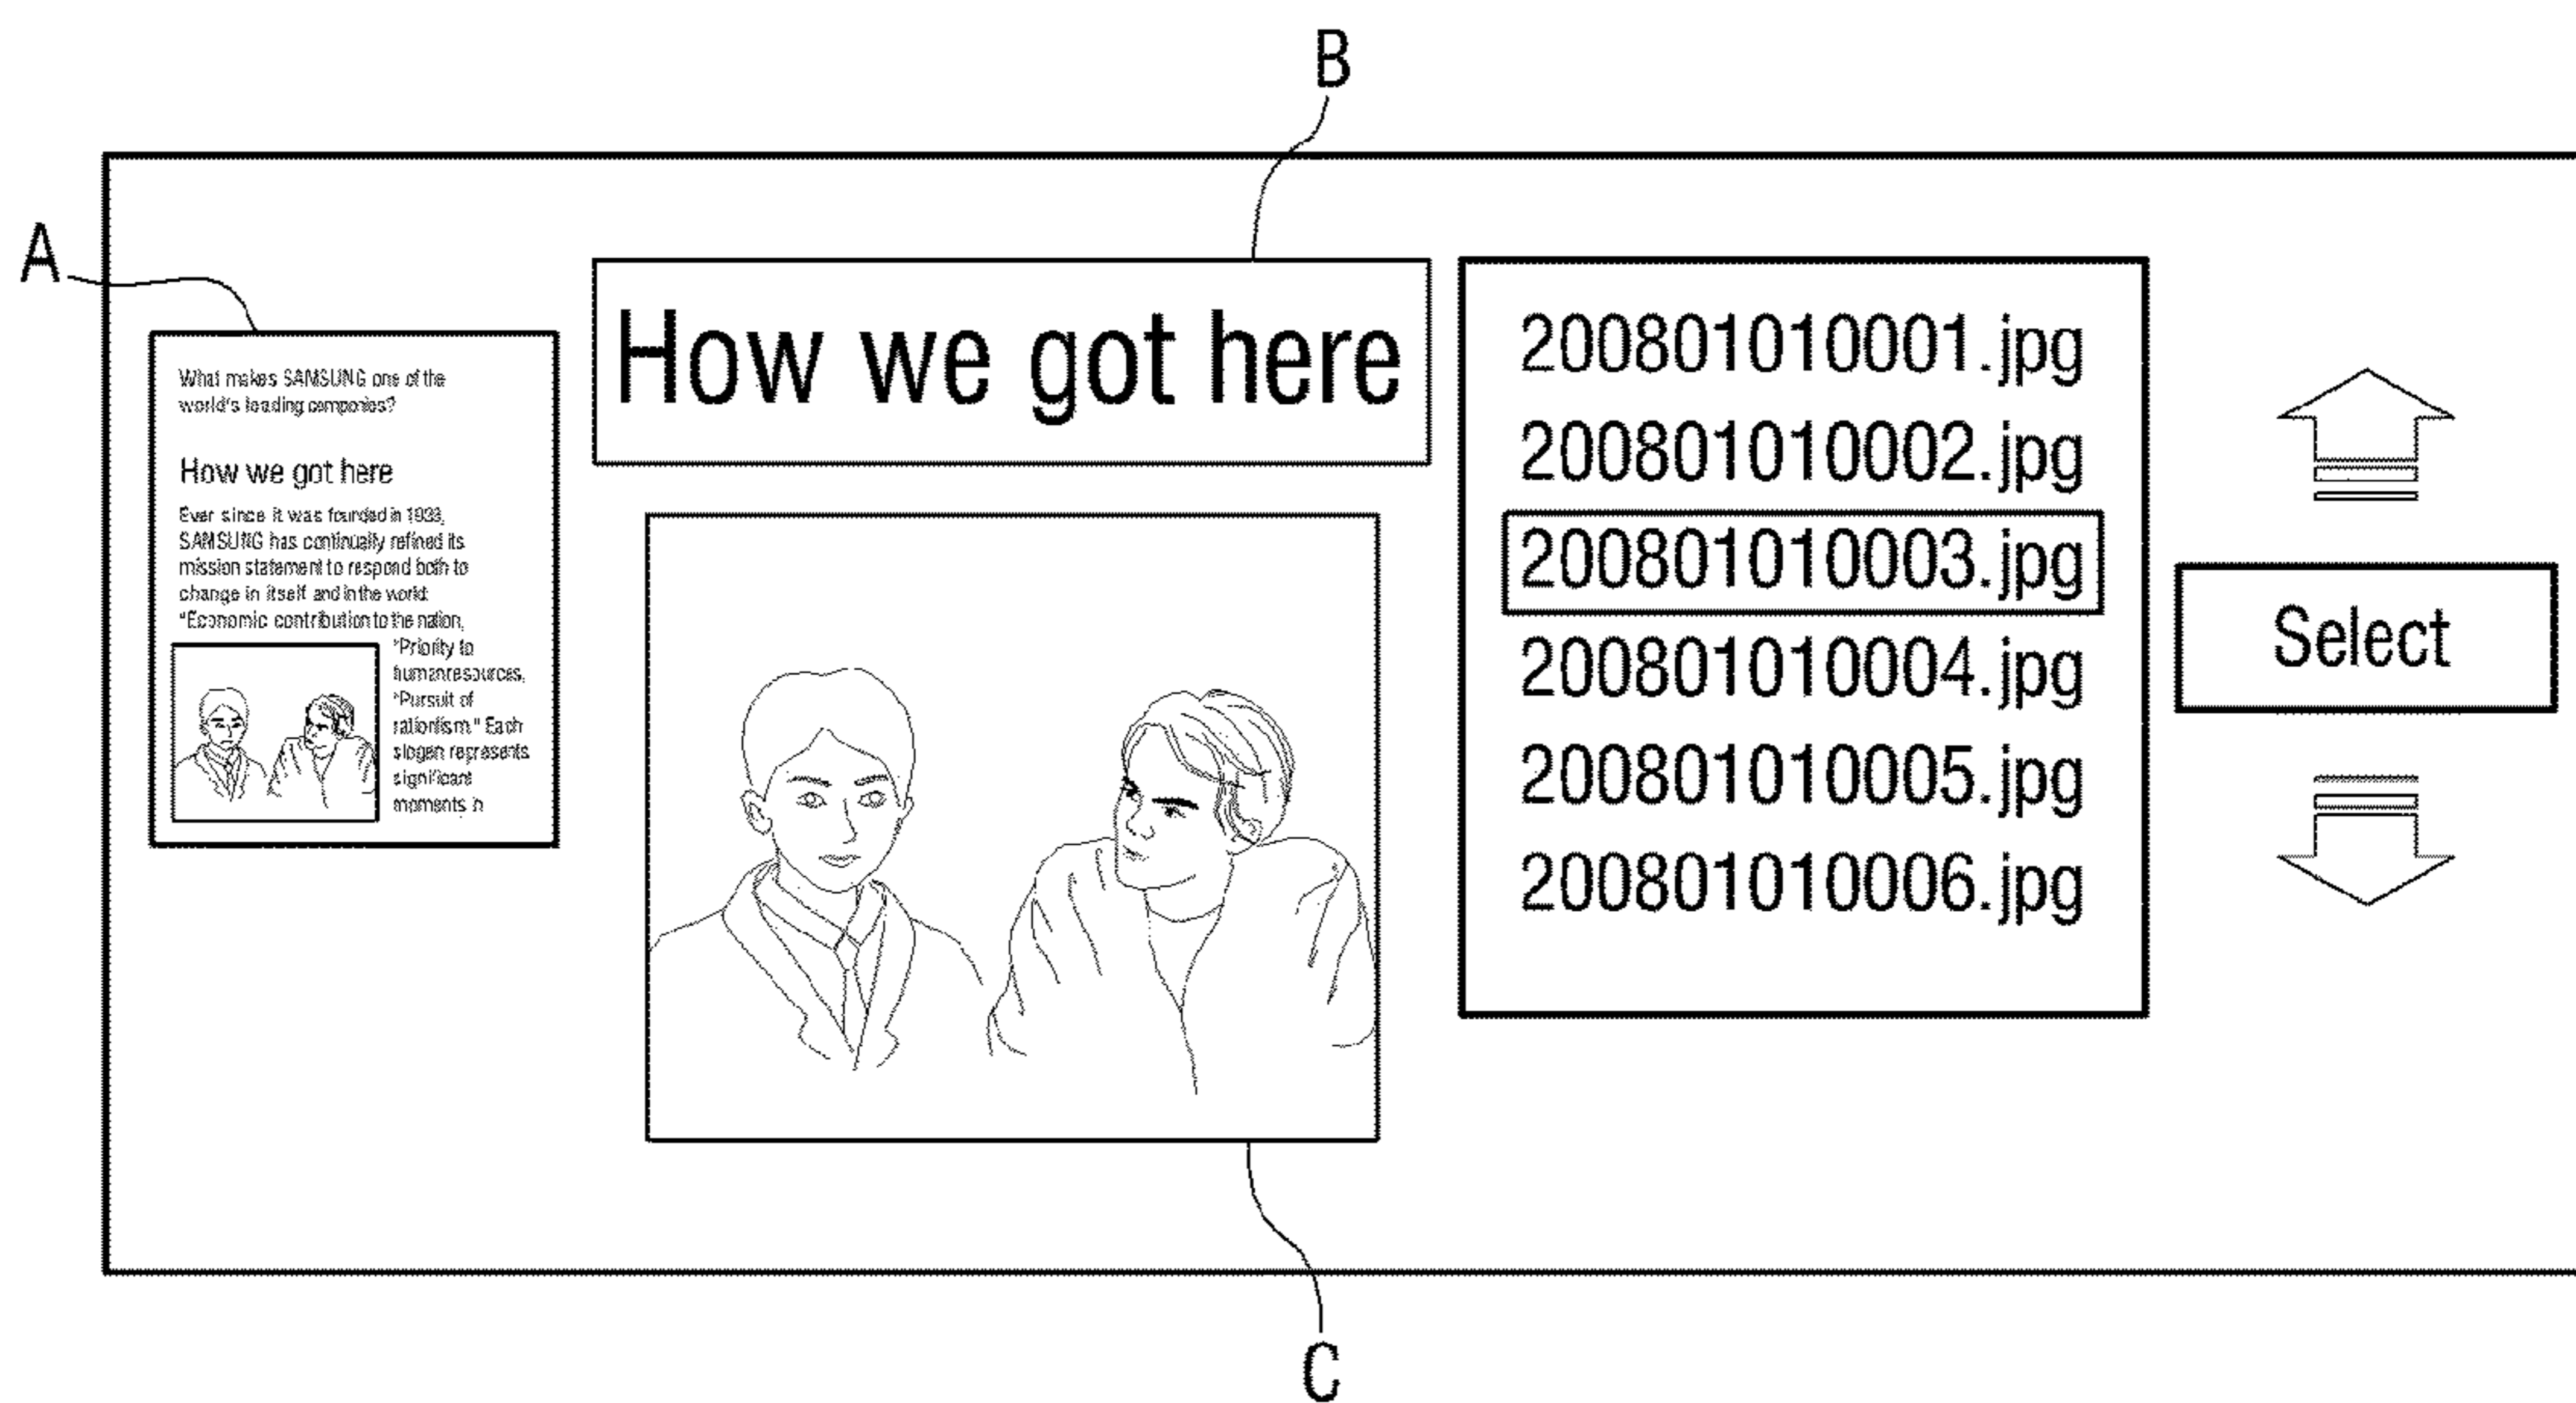 B
A
What makes SAMSUNG one of the
world's leading companies?
How we got here
Ever since it was founded in 1938,
SAMSUNG has continually refined its
mission statement to respond both to
change in itself and in the world:
"Economic contribution to the nation,
"Priority to
human resources,
"Pursuit of
rationlism." Each
slogan represents
significant
moments in
How we got here
200801010001.jpg
200801010002.jpg
200801010003.jpg
200801010004.jpg
200801010005.jpg
200801010006.jpg
Select
C